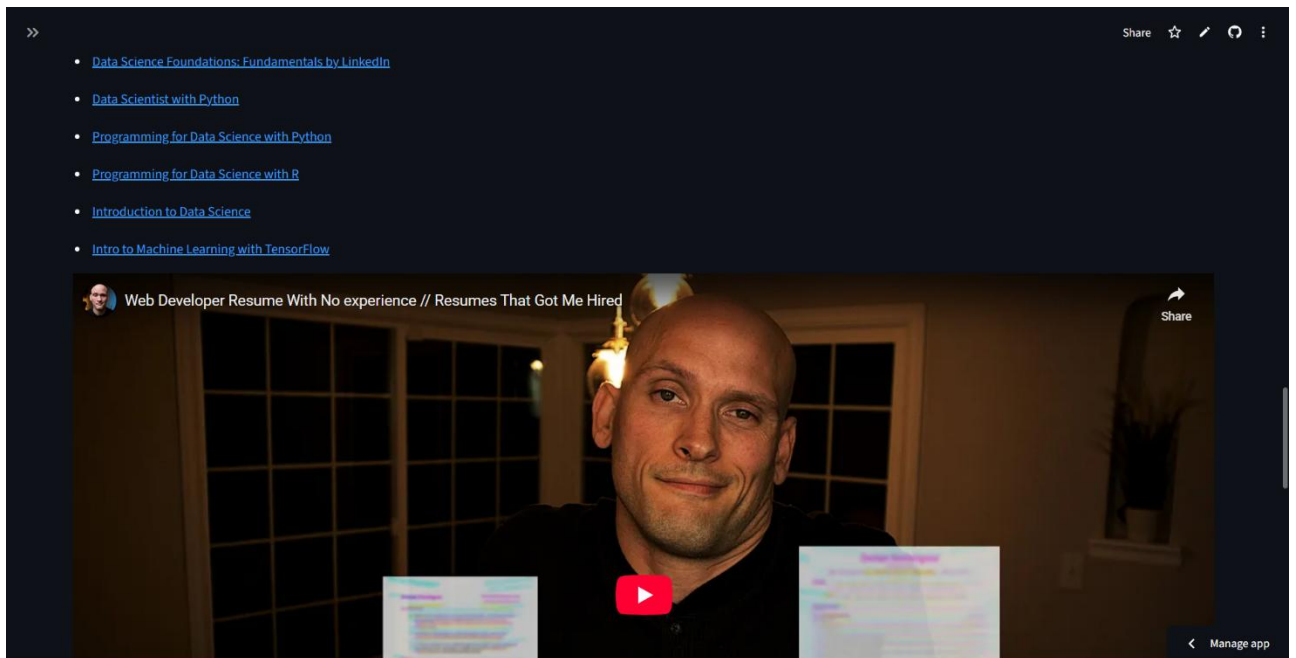 Share
Data Science Foundations: Fundamentals by LinkedIn
Data Scientist with Python
Programming for Data Science with Python
Programming for Data Science with R
Introduction to Data Science
Intro to Machine Learning with TensorFlow
Web Developer Resume With No experience // Resumes That Got Me Hired
Share
Manage app